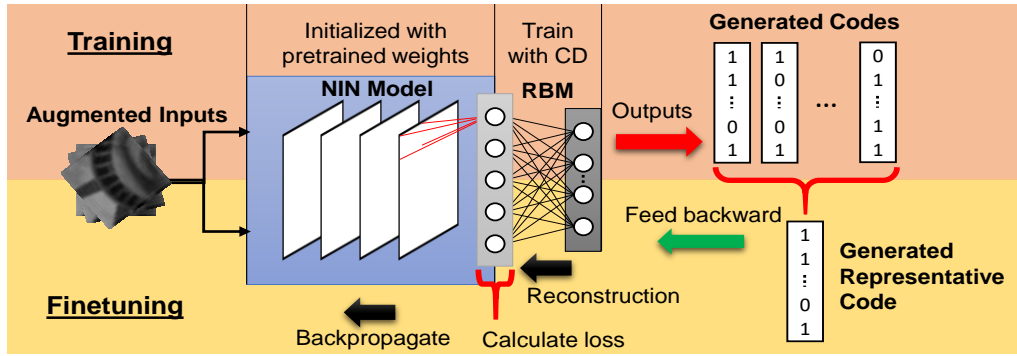 Training
Initialized with
pretrained weights
Train
with CD
Generated Codes
NIN Model
RBM
Augmented Inputs
Outputs
1
1
0
1
1
0
0
1
...
0
1
1
1
Feed backward
1
1
0
1
Generated
Representative
Code
Finetuning
Reconstruction
Backpropagate
Calculate loss